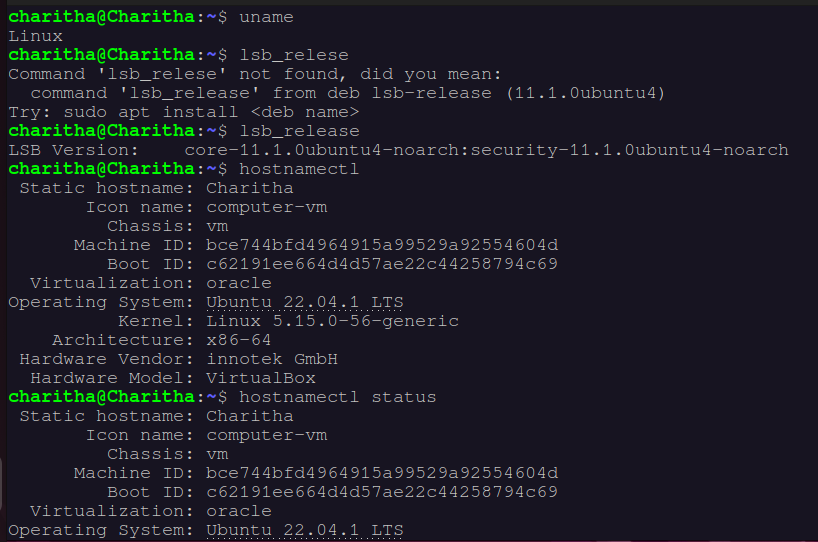 charitha@Charitha:~$ uname
Linux
charitha@Charitha:~$ lsb_relese
Command 'lsb_relese' not found, did you mean:
  command 'lsb_release' from deb lsb-release (11.1.0ubuntu4)
Try: sudo apt install <deb name>
charitha@Charitha:~$ lsb_release
LSB Version:    core-11.1.0ubuntu4-noarch:security-11.1.0ubuntu4-noarch
charitha@Charitha:~$ hostnamectl
 Static hostname: Charitha
       Icon name: computer-vm
         Chassis: vm
      Machine ID: bce744bfd4964915a99529a92554604d
         Boot ID: c62191ee664d4d57ae22c44258794c69
  Virtualization: oracle
Operating System: Ubuntu 22.04.1 LTS
          Kernel: Linux 5.15.0-56-generic
    Architecture: x86-64
 Hardware Vendor: innotek GmbH
  Hardware Model: VirtualBox
charitha@Charitha:~$ hostnamectl status
 Static hostname: Charitha
       Icon name: computer-vm
         Chassis: vm
      Machine ID: bce744bfd4964915a99529a92554604d
         Boot ID: c62191ee664d4d57ae22c44258794c69
  Virtualization: oracle
Operating System: Ubuntu 22.04.1 LTS